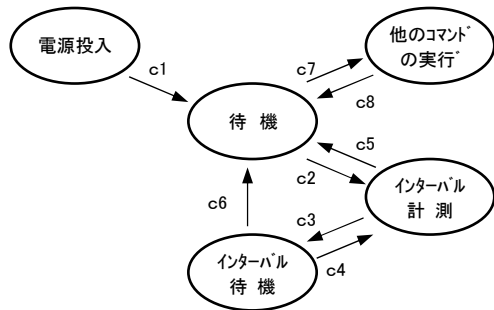 電源投入
他のｺﾏﾝﾄﾞ
の実行ﾞ
c1
c7
c8
待 機
c5
c2
c6
c3
ｲﾝﾀｰﾊﾞﾙ
計 測
c4
ｲﾝﾀｰﾊﾞﾙ
待 機